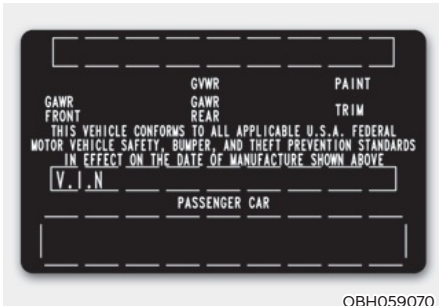 GVWR PAINT
GAWR FRONT GAWR REAR TRIM
THIS VEHICLE CONFORMS TO ALL APPLICABLE U.S.A. FEDERAL
MOTOR VEHICLE SAFETY, BUMPER, AND THEFT PREVENTION STANDARDS
IN EFFECT ON THE DATE OF MANUFACTURE SHOWN ABOVE
V.I.N
PASSENGER CAR
OBH059070